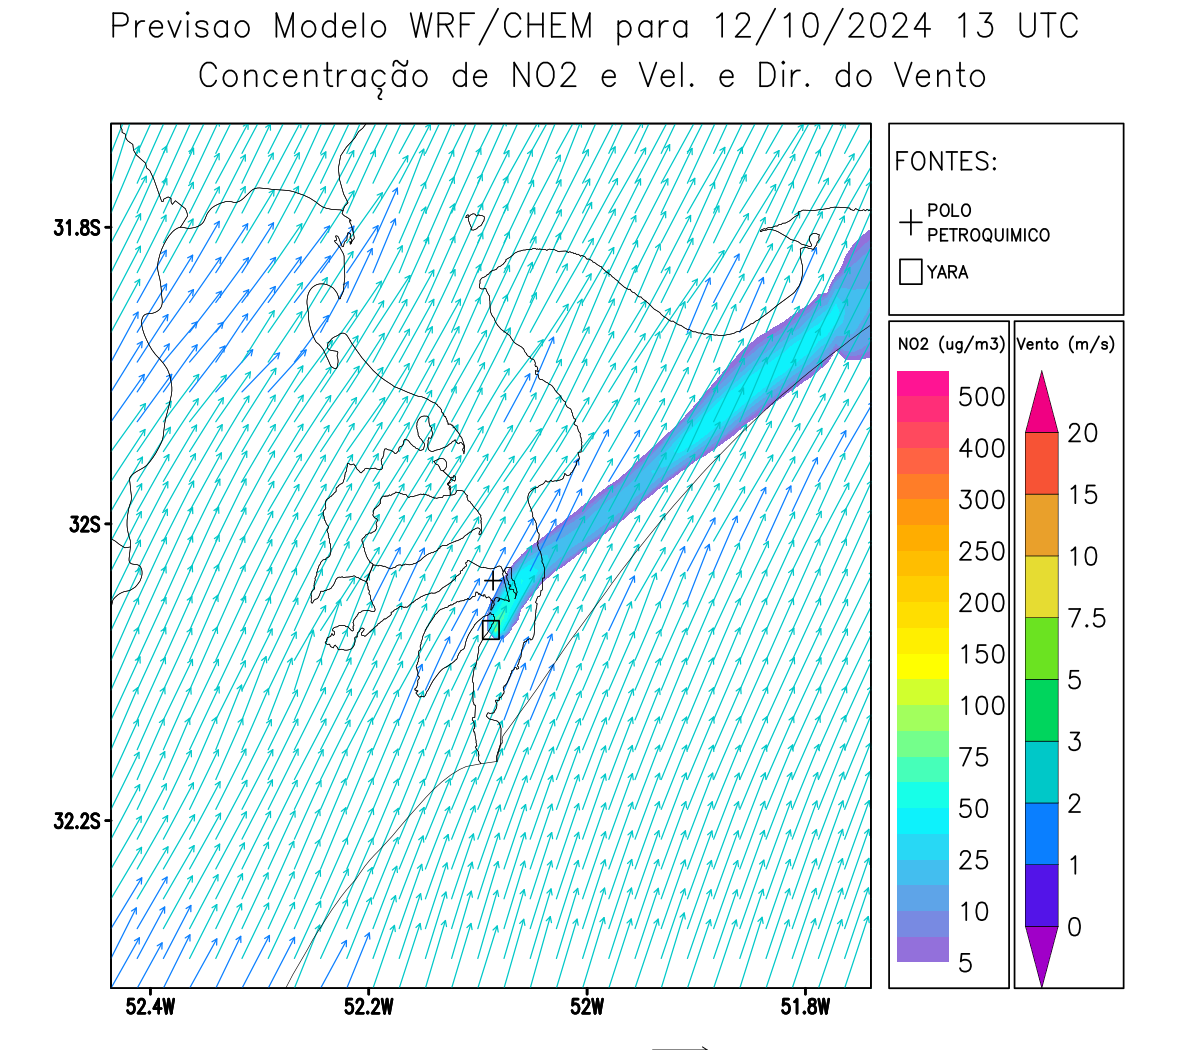 Previsao Modelo WRF/CHEM para 12/10/2024 13 UTC
Concentração de NO2 e Vel. e Dir. do Vento
FONTES:
POLO
PETROQUIMICO
YARA
31.8S
32S
32.2S
52.4W
52.2W
52W
51.8W
NO2 (ug/m3)
500
400
300
250
200
150
100
75
50
25
10
5
Vento (m/s)
20
15
10
7.5
5
3
2
1
0